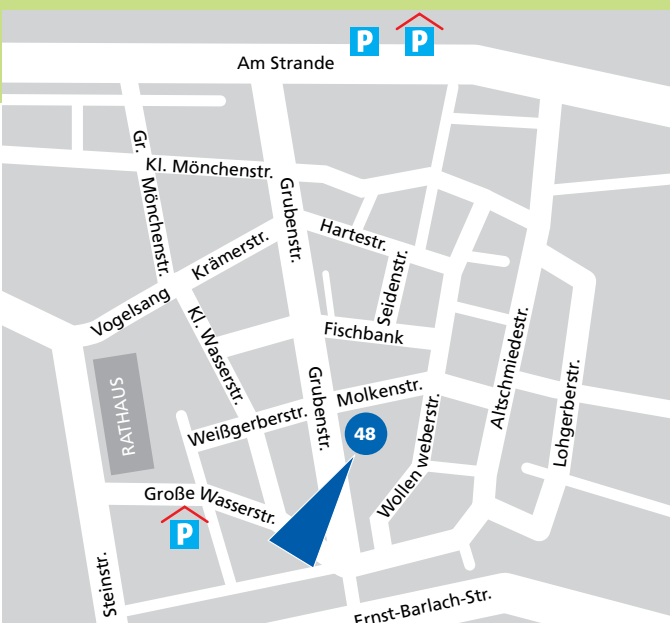 P
P
Am Strande
Gr. Mönchenstr.
Kl. Mönchenstr.
Grubenstr.
Hartestr.
Krämerstr.
Seidenstr.
Vogelsang
Kl. Wasserstr.
Fischbank
Altschmiedestr.
Lohgerberstr.
RATHAUS
Grubenstr.
Molkenstr.
Weißgerberstr.
48
Wollenweberstr.
Große Wasserstr.
P
Steinstr.
Ernst-Barlach-Str.